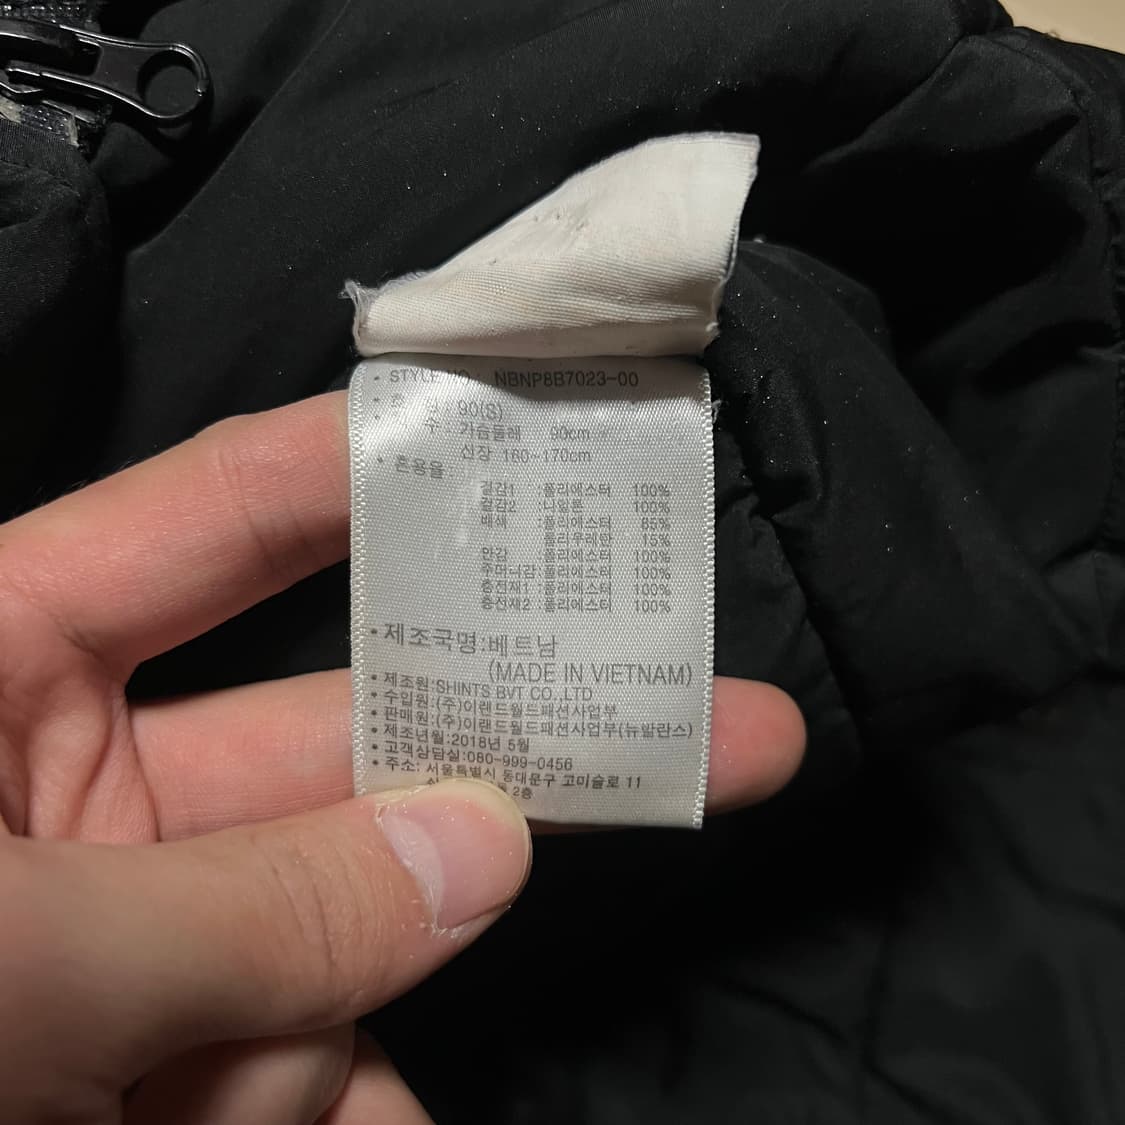 • STYLE NO : NBNP8B7023-00
90(S)
수 : 가슴둘레 90cm
신장 160~170cm
• 혼용율 :
겉감1 :폴리에스터 100%
겉감2 :나일론 100%
배색 :폴리에스터 85%
폴리우레탄 15%
안감 :폴리에스터 100%
주머니감:폴리에스터 100%
충전재1 :폴리에스터 100%
충전재2 :폴리에스터 100%
• 제조국명:베트남
(MADE IN VIETNAM)
• 제조원:SHINTS BVT CO.,LTD
• 수입원:(주)이랜드월드패션사업부
• 판매원:(주)이랜드월드패션사업부(뉴발란스)
• 제조년월:2018년 5월
• 고객상담실:080-999-0456
• 주소: 서울특별시 동대문구 고미술로 11
2층